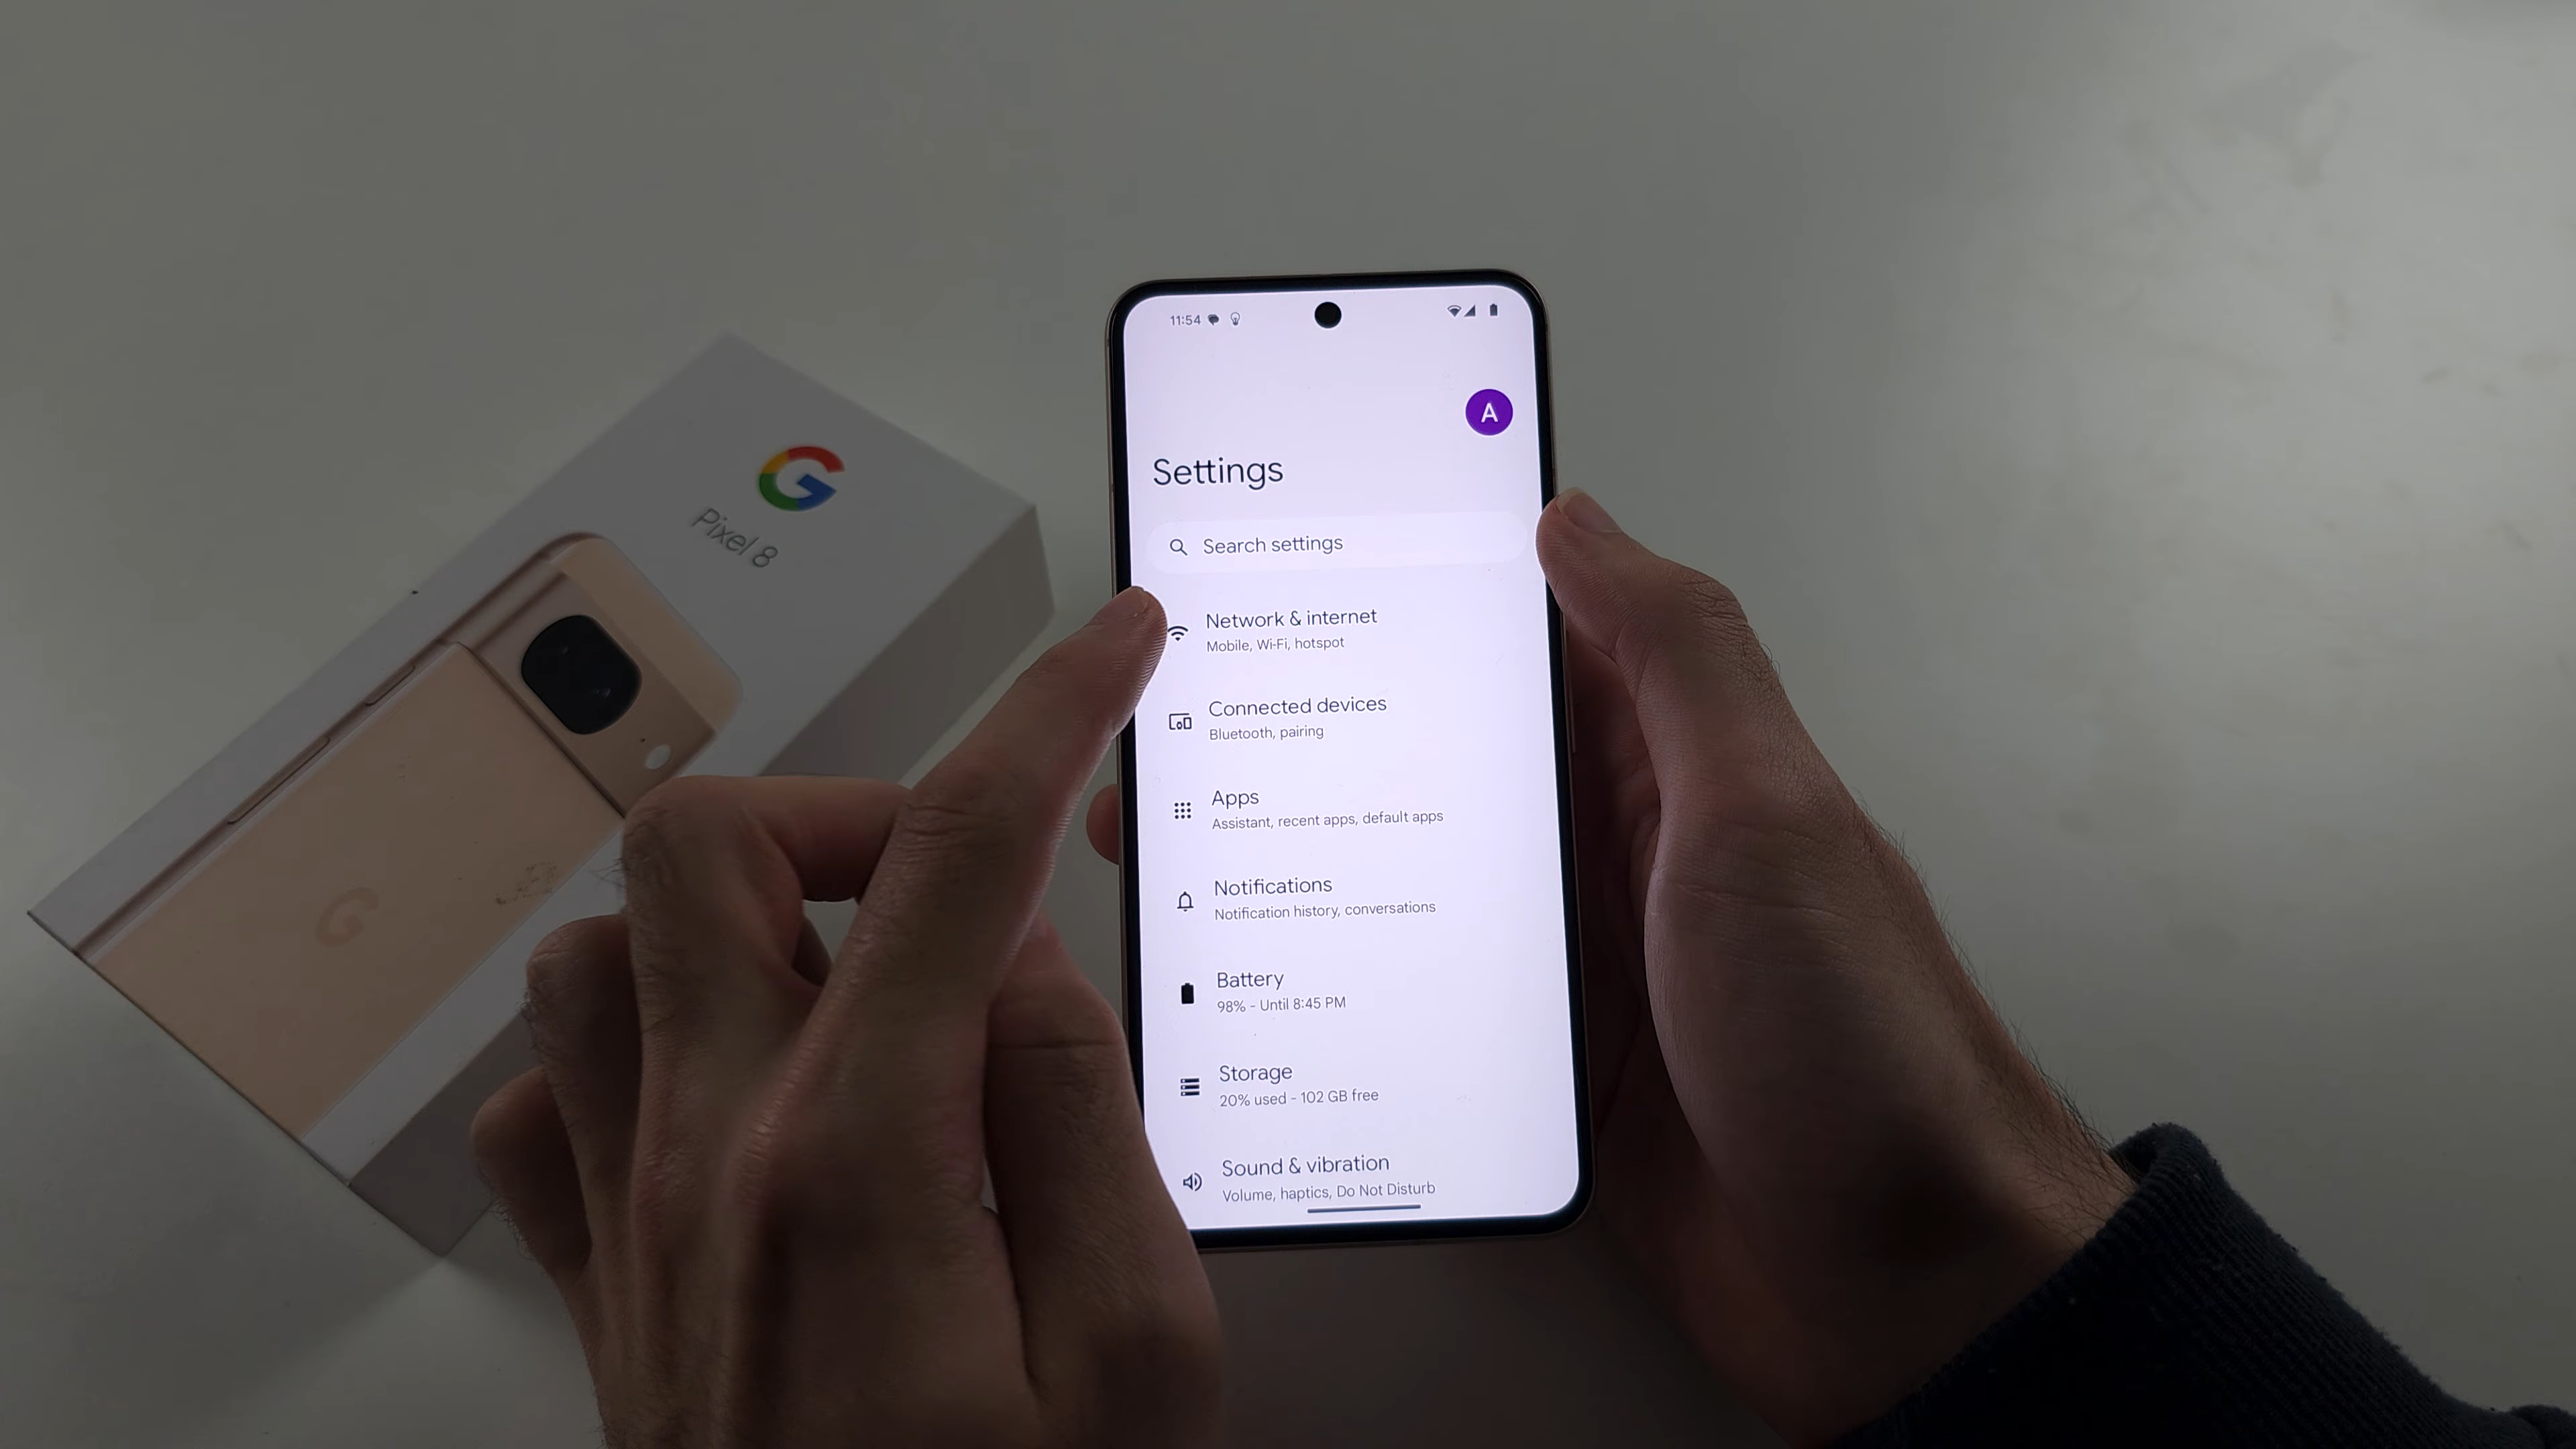 G
Pixel 8
G
11:54
A
Settings
Search settings
Network & internet
Mobile, Wi-Fi, hotspot
Connected devices
Bluetooth, pairing
Apps
Assistant, recent apps, default apps
Notifications
Notification history, conversations
Battery
98% - Until 8:45 PM
Storage
20% used - 102 GB free
Sound & vibration
Volume, haptics, Do Not Disturb